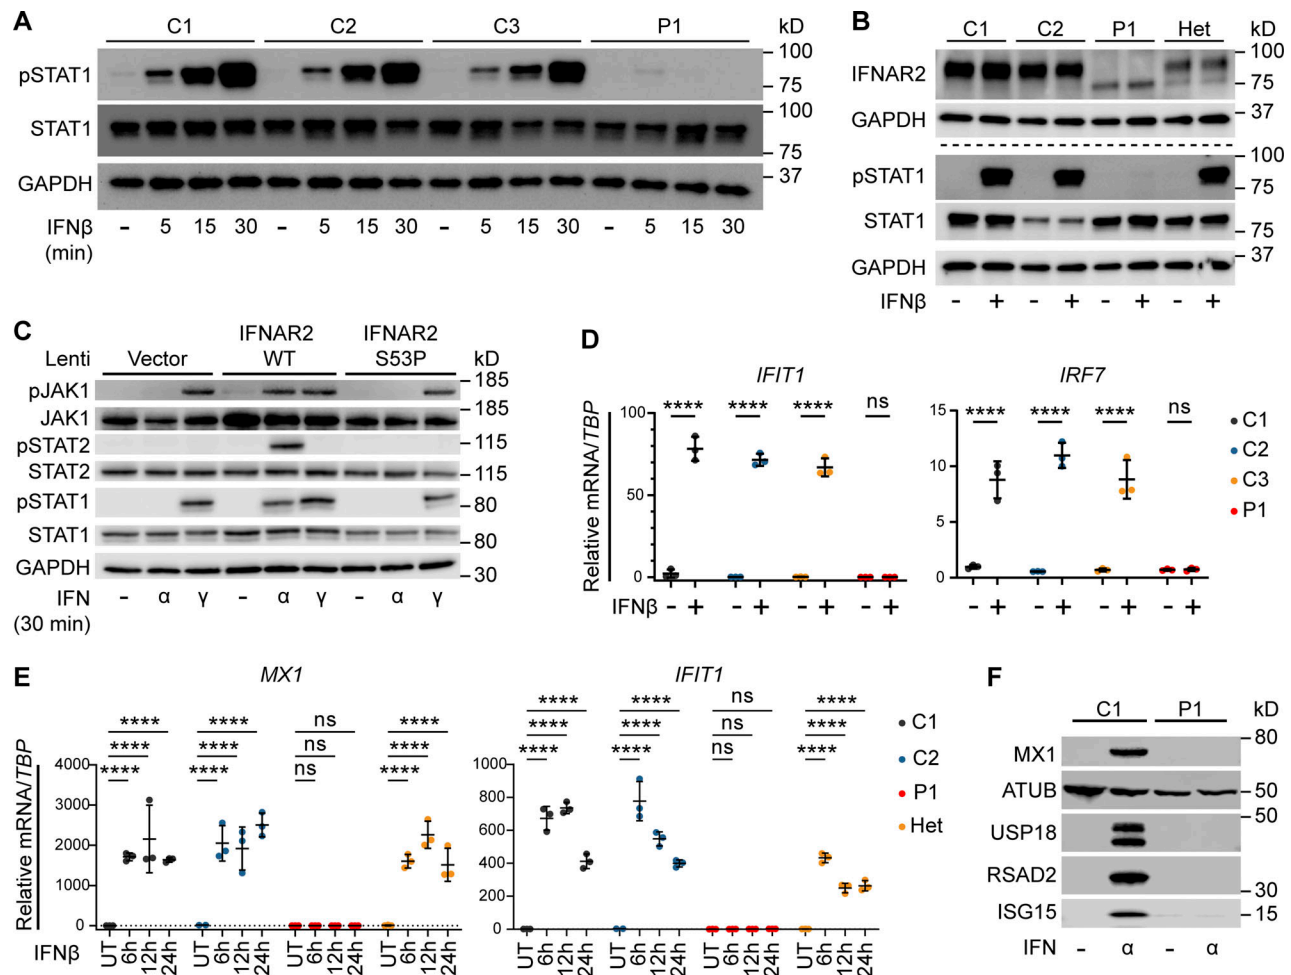 A
C1 C2 C3 P1 kD
pSTAT1
100
75
STAT1
100
75
GAPDH
37
IFNβ - 5 15 30 - 5 15 30 - 5 15 30 - 5 15 30
(min)
B
C1 C2 P1 Het kD
IFNAR2
100
75
GAPDH
37
pSTAT1
100
75
STAT1
75
GAPDH
37
IFNβ - + - + - + - +
C
Lenti Vector IFNAR2 WT IFNAR2 S53P kD
pJAK1
185
JAK1
185
pSTAT2
115
STAT2
115
pSTAT1
80
STAT1
80
GAPDH
30
IFN - α γ - α γ - α γ
(30 min)
D
IFIT1
Relative mRNA/TBP
100
50
0
**** **** **** ns
IFNβ - + - + - + - +
IRF7
15
10
5
0
**** **** **** ns
- + - + - + - +
C1
C2
C3
P1
E
MX1
Relative mRNA/TBP
4000
3000
2000
1000
0
**** **** ns ****
**** **** ns ****
**** **** ns ****
IFNβ UT 6h 12h 24h UT 6h 12h 24h UT 6h 12h 24h UT 6h 12h 24h
IFIT1
1000
800
600
400
200
0
**** **** ns ****
**** **** ns ****
**** **** ns ****
IFNβ UT 6h 12h 24h UT 6h 12h 24h UT 6h 12h 24h UT 6h 12h 24h
C1
C2
P1
Het
F
C1 P1 kD
MX1
80
ATUB
50
USP18
50
RSAD2
30
ISG15
15
IFN - α - α